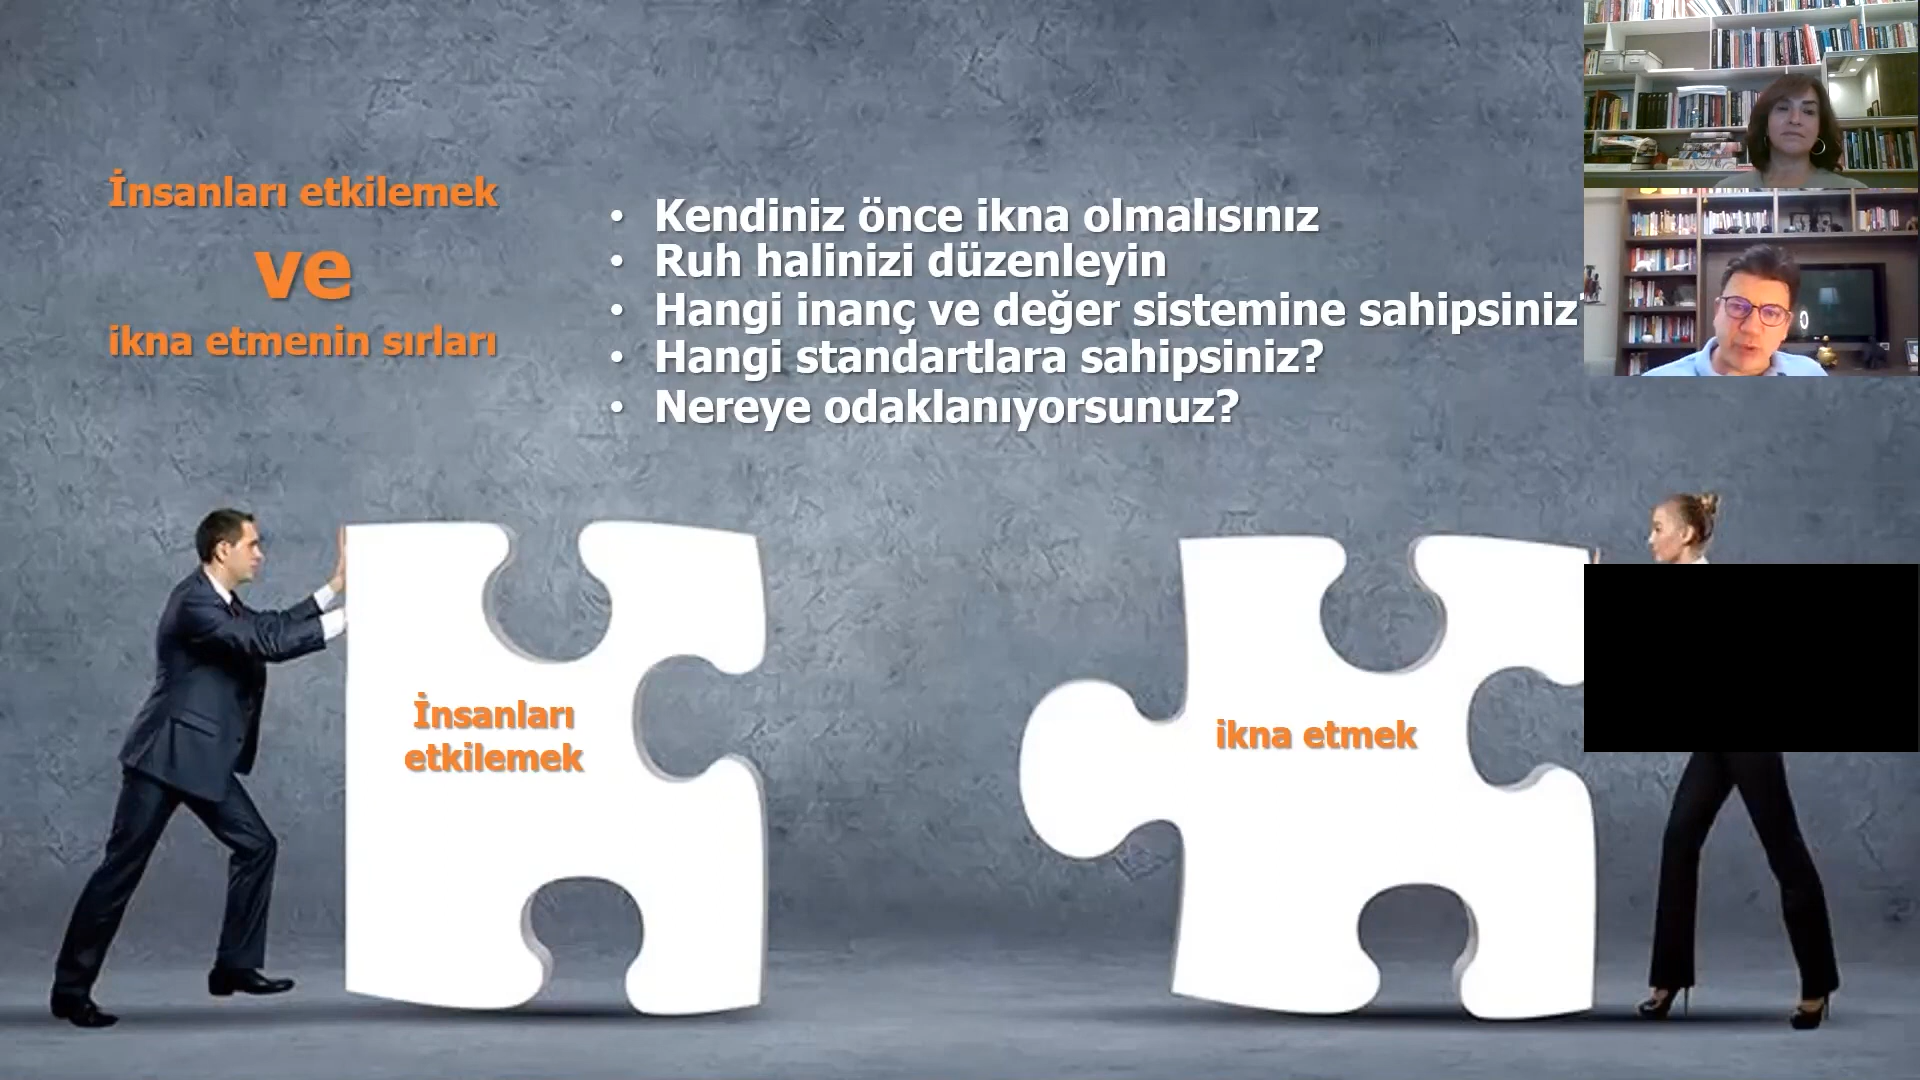 İnsanları etkilemek
ve
ikna etmenin sırları
• Kendiniz önce ikna olmalısınız
• Ruh halinizi düzenleyin
• Hangi inanç ve değer sistemine sahipsiniz
• Hangi standartlara sahipsiniz?
• Nereye odaklanıyorsunuz?
İnsanları
etkilemek
ikna etmek